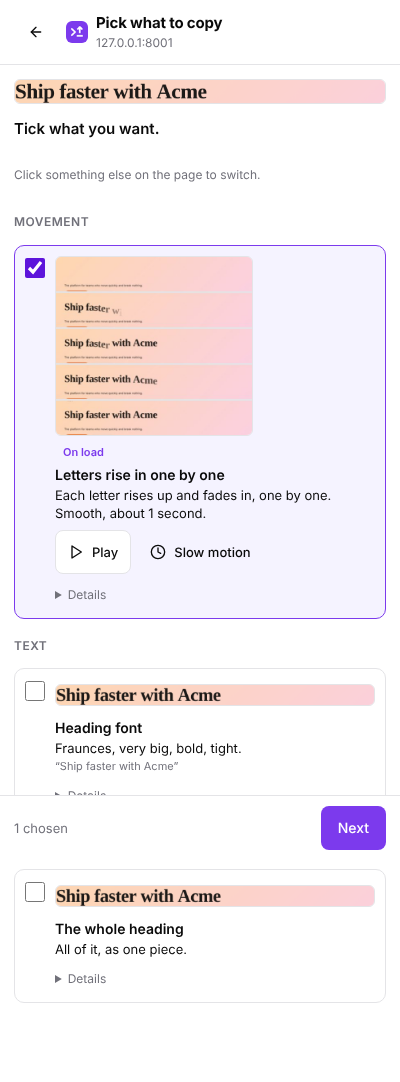 Pick what to copy
127.0.0.1:8001
Ship faster with Acme
Tick what you want.
Click something else on the page to switch.
MOVEMENT
Ship faster w
Ship faster with Acme
Ship faster with Acme
Ship faster with Acme
On load
Letters rise in one by one
Each letter rises up and fades in, one by one.
Smooth, about 1 second.
Play
Slow motion
Details
TEXT
Ship faster with Acme
Heading font
Fraunces, very big, bold, tight.
“Ship faster with Acme”
Details
1 chosen
Next
Ship faster with Acme
The whole heading
All of it, as one piece.
Details